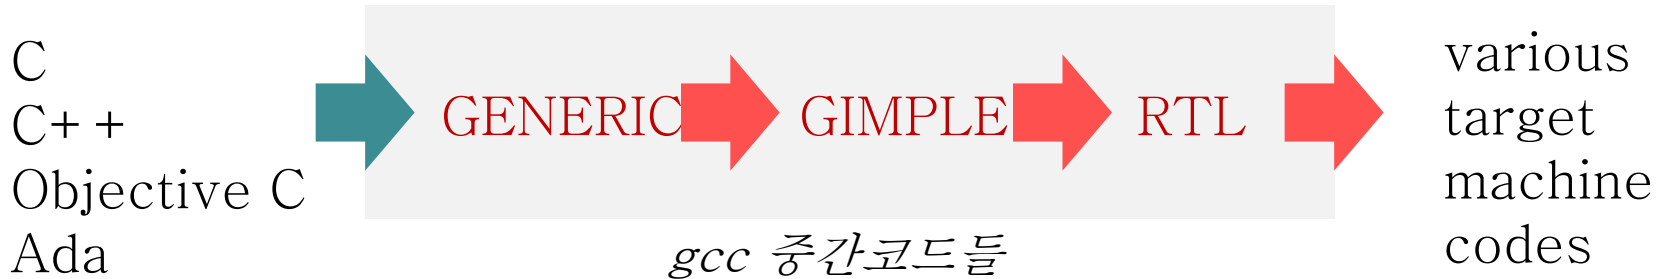 C
C++
Objective C
Ada
GENERIC
GIMPLE
RTL
various
target
machine
codes
gcc 중간코드들